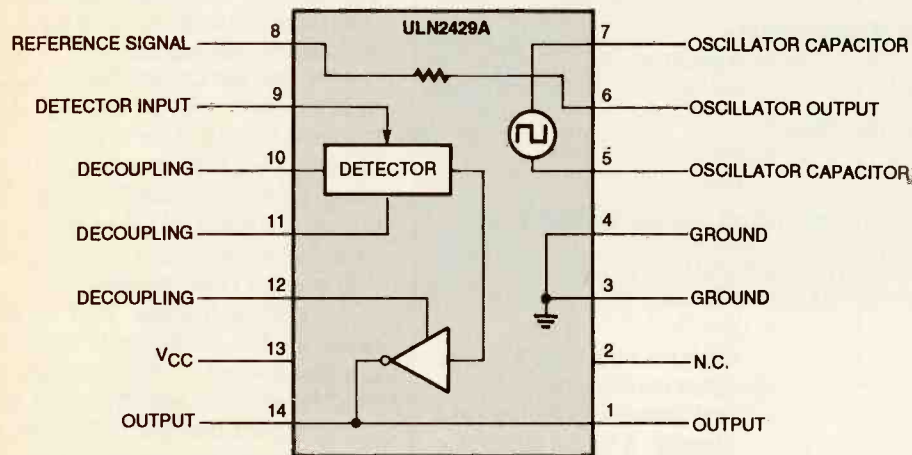 ULN2429A
REFERENCE SIGNAL 8
7 OSCILLATOR CAPACITOR
DETECTOR INPUT 9
6 OSCILLATOR OUTPUT
DECOUPLING 10
DETECTOR
5 OSCILLATOR CAPACITOR
DECOUPLING 11
4 GROUND
DECOUPLING 12
3 GROUND
VCC 13
2 N.C.
OUTPUT 14
1 OUTPUT